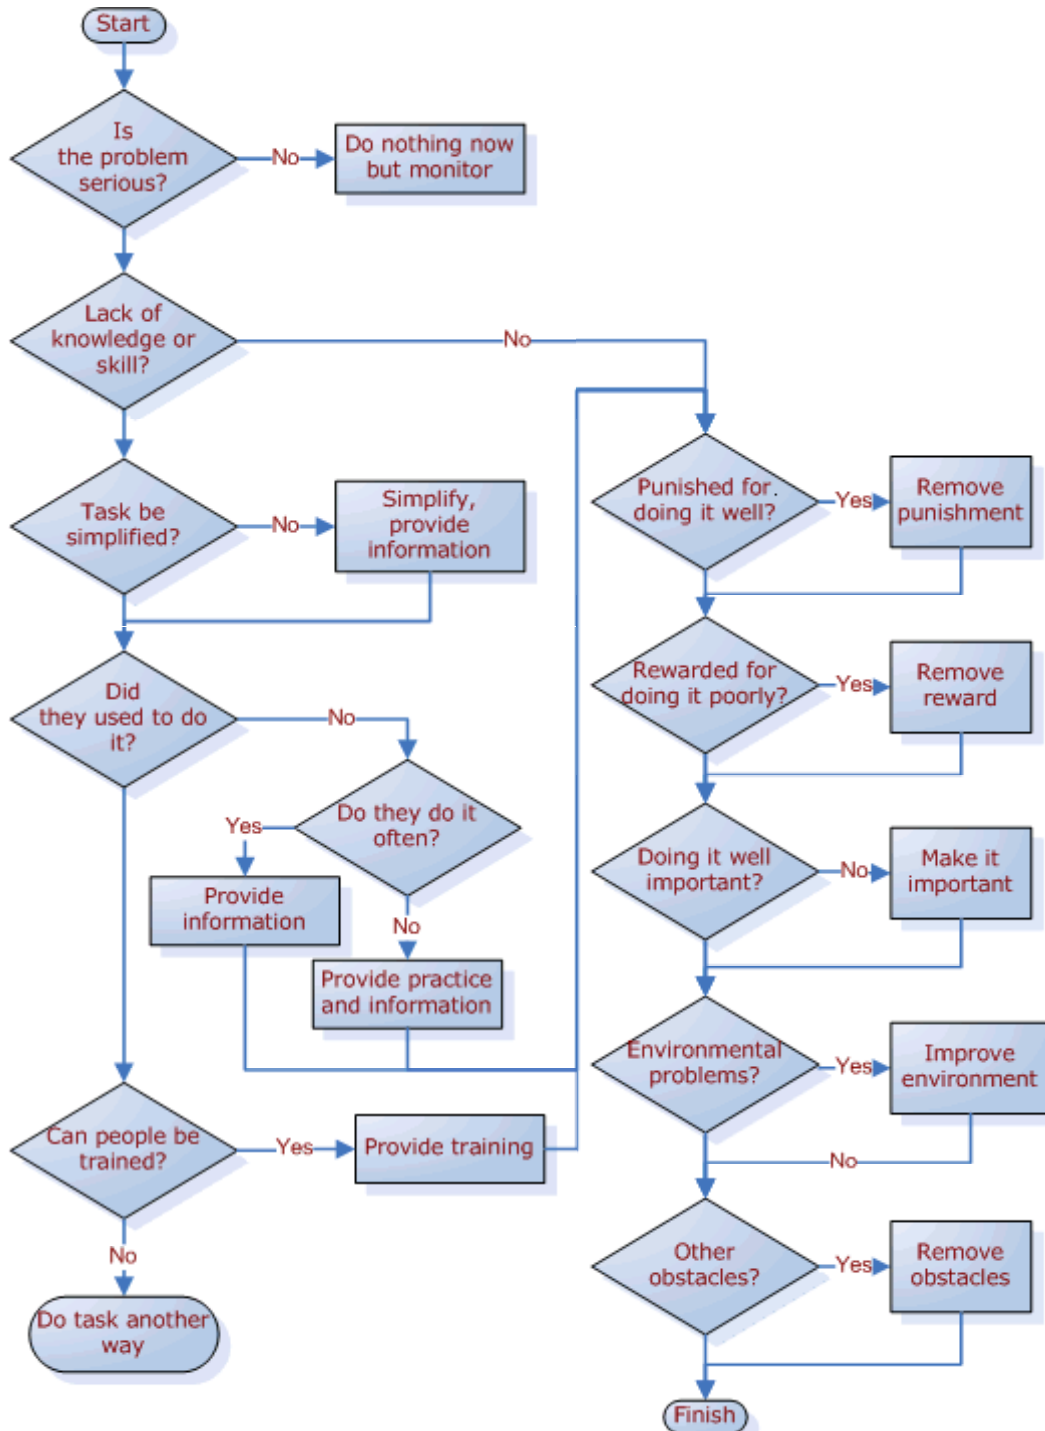 Start
Is
the problem
serious?
No
Do nothing now
but monitor
Lack of
knowledge or
skill?
No
Task be
simplified?
No
Simplify,
provide
information
Punished for.
doing it well?
Yes
Remove
punishment
Did
they used to do
it?
No
Rewarded for
doing it poorly?
Yes
Remove
reward
Do they do it
often?
Yes
Provide
information
No
Provide practice
and information
Doing it well
important?
No
Make it
important
Environmental
problems?
Yes
Improve
environment
No
Can people be
trained?
Yes
Provide training
No
Do task another
way
Other
obstacles?
Yes
Remove
obstacles
Finish